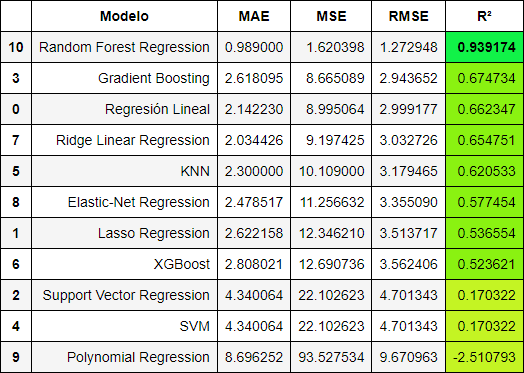 Modelo MAE MSE RMSE R²
10 Random Forest Regression 0.989000 1.620398 1.272948 0.939174
3 Gradient Boosting 2.618095 8.665089 2.943652 0.674734
0 Regresión Lineal 2.142230 8.995064 2.999177 0.662347
7 Ridge Linear Regression 2.034426 9.197425 3.032726 0.654751
5 KNN 2.300000 10.109000 3.179465 0.620533
8 Elastic-Net Regression 2.478517 11.256632 3.355090 0.577454
1 Lasso Regression 2.622158 12.346210 3.513717 0.536554
6 XGBoost 2.808021 12.690736 3.562406 0.523621
2 Support Vector Regression 4.340064 22.102623 4.701343 0.170322
4 SVM 4.340064 22.102623 4.701343 0.170322
9 Polynomial Regression 8.696252 93.527534 9.670963 -2.510793